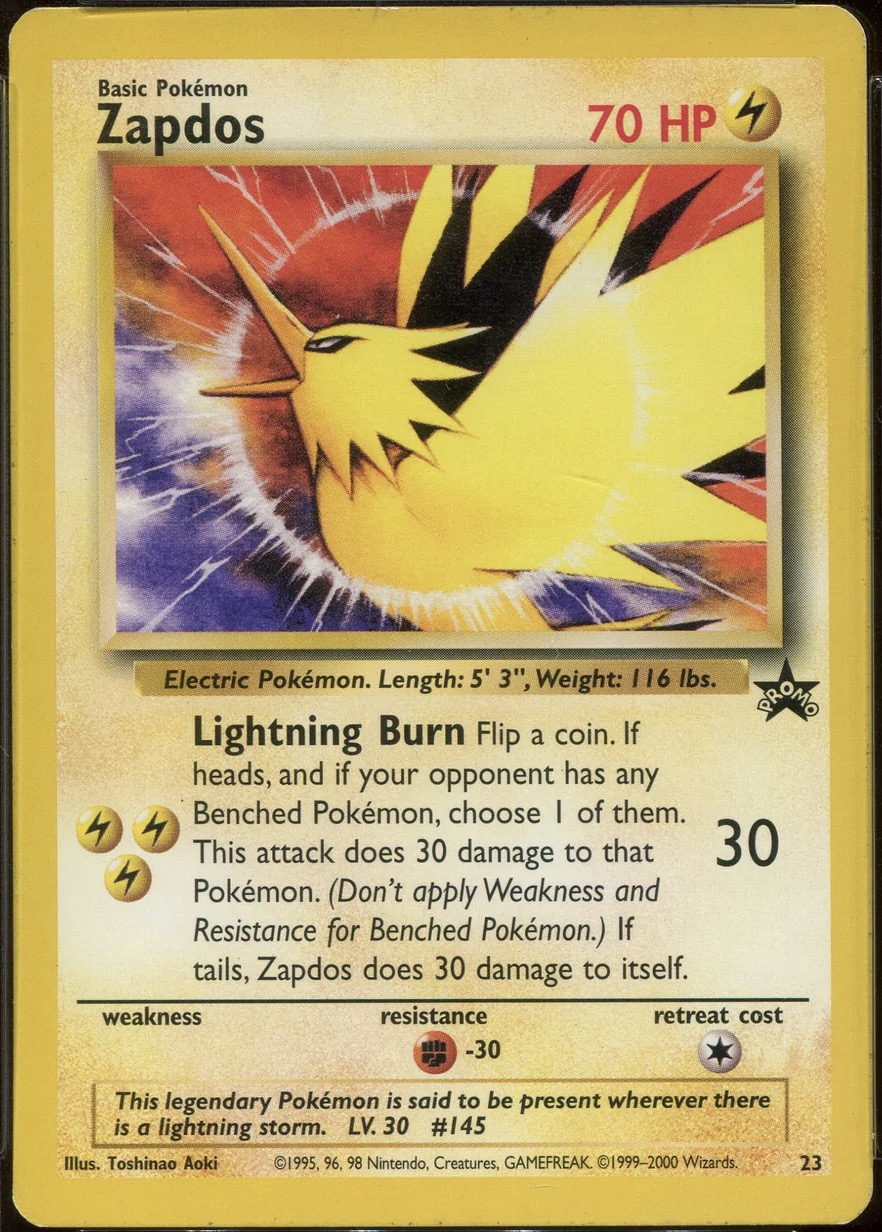 Basic Pokémon
Zapdos
70 HP
Electric Pokémon. Length: 5' 3", Weight: 116 lbs.
PROMO
Lightning Burn Flip a coin. If
heads, and if your opponent has any
Benched Pokémon, choose 1 of them.
This attack does 30 damage to that
Pokémon. (Don't apply Weakness and
Resistance for Benched Pokémon.) If
tails, Zapdos does 30 damage to itself.
30
weakness resistance retreat cost
-30
This legendary Pokémon is said to be present wherever there
is a lightning storm. LV. 30 #145
Illus. Toshinao Aoki ©1995, 96, 98 Nintendo, Creatures, GAMEFREAK. ©1999–2000 Wizards. 23